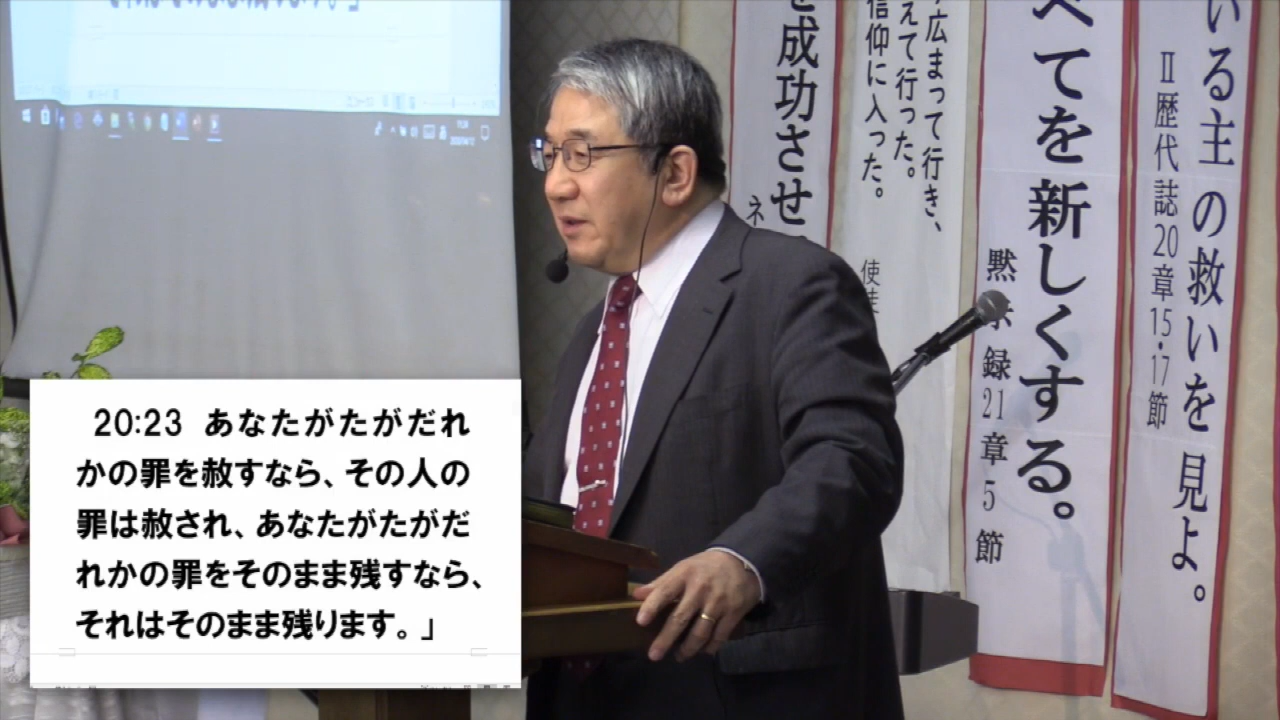 20:23 あなたがたがだれ
かの罪を赦すなら、その人の
罪は赦され、あなたがたがだ
れかの罪をそのまま残すなら、
それはそのまま残ります。」
いる主の救いを見よ。
Ⅱ歴代誌20章15・17節
べてを新しくする。
黙示録21章5節
広まって行き、
えて行った。
信仰に入った。
使徒
を成功させ
ネ